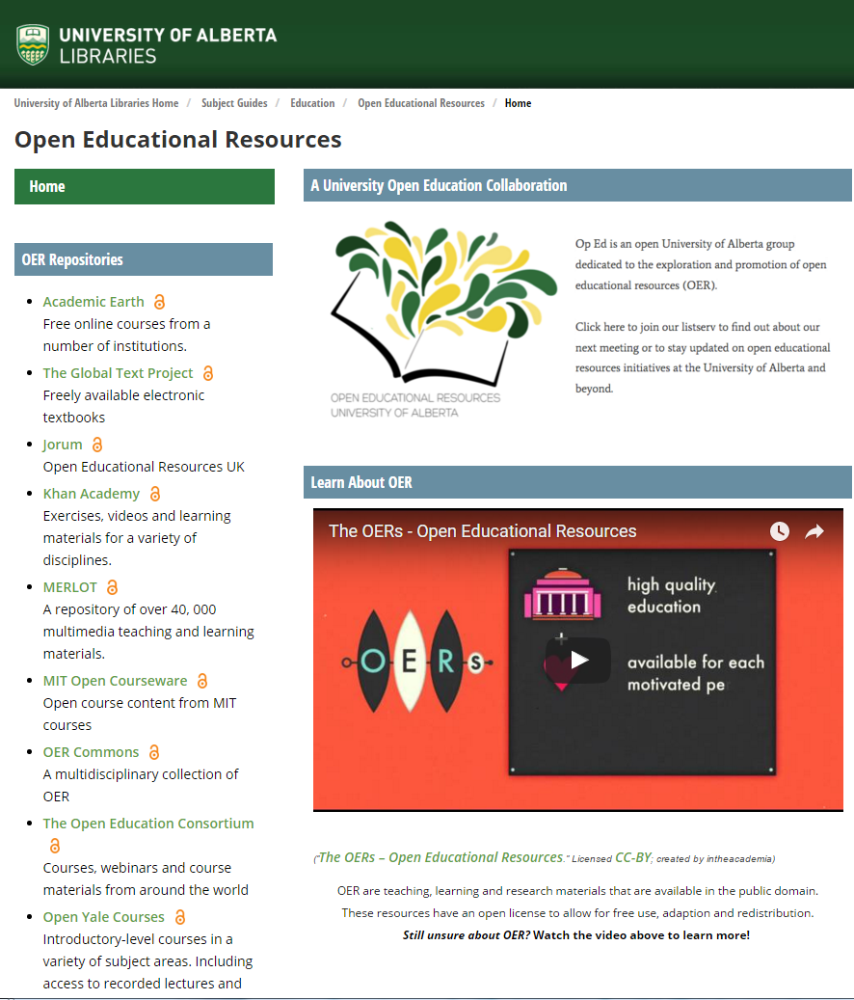 UNIVERSITY OF ALBERTA
LIBRARIES
University of Alberta Libraries Home / Subject Guides / Education / Open Educational Resources / Home
Open Educational Resources
Home
OER Repositories
Academic Earth
Free online courses from a
number of institutions.
The Global Text Project
Freely available electronic
textbooks
Jorum
Open Educational Resources UK
Khan Academy
Exercises, videos and learning
materials for a variety of
disciplines.
MERLOT
A repository of over 40, 000
multimedia teaching and learning
materials.
MIT Open Courseware
Open course content from MIT
courses
OER Commons
A multidisciplinary collection of
OER
The Open Education Consortium
Courses, webinars and course
materials from around the world
Open Yale Courses
Introductory-level courses in a
variety of subject areas. Including
access to recorded lectures and
A University Open Education Collaboration
OPEN EDUCATIONAL RESOURCES
UNIVERSITY OF ALBERTA
Op Ed is an open University of Alberta group
dedicated to the exploration and promotion of open
educational resources (OER).
Click here to join our listserv to find out about our
next meeting or to stay updated on open educational
resources initiatives at the University of Alberta and
beyond.
Learn About OER
The OERs - Open Educational Resources
OERs
high quality
education
available for each
motivated pe
("The OERs – Open Educational Resources." Licensed CC-BY; created by intheacademia)
OER are teaching, learning and research materials that are available in the public domain.
These resources have an open license to allow for free use, adaption and redistribution.
Still unsure about OER? Watch the video above to learn more!